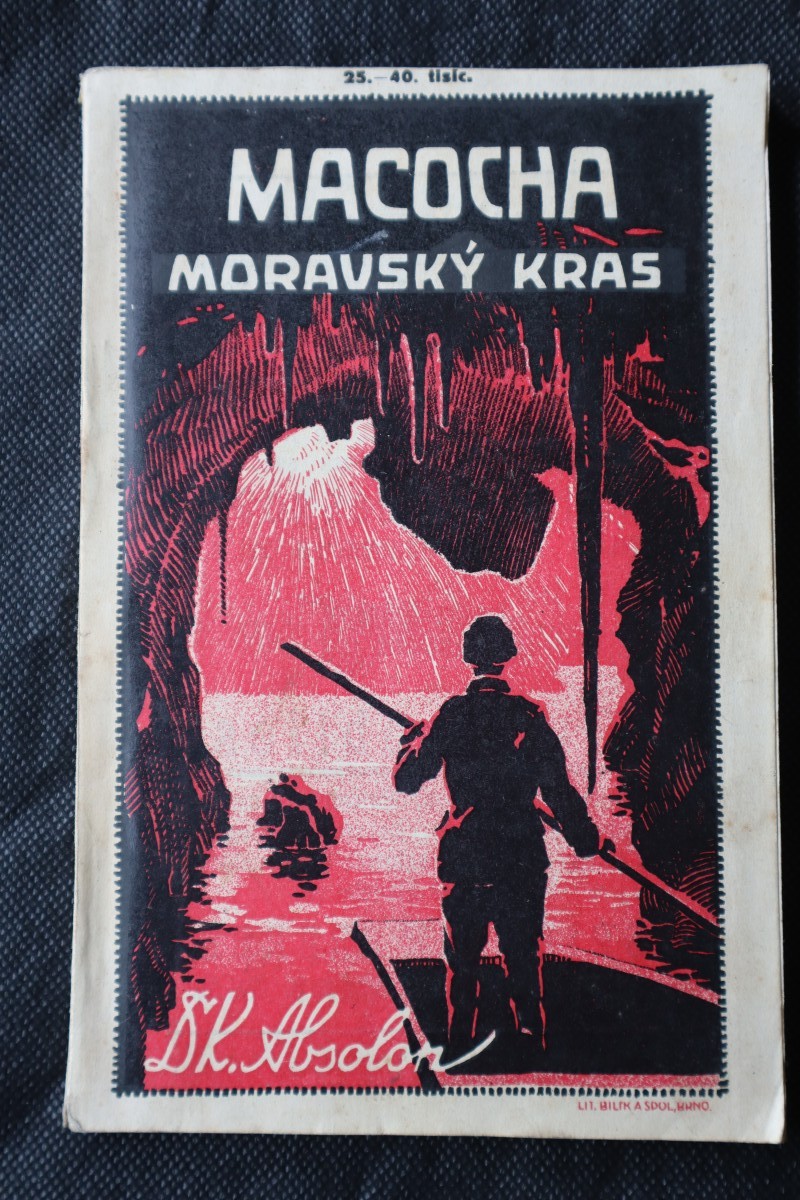 25.—40. tisíc.
MACOCHA
MORAVSKÝ KRAS
Dr K. Absolon
LIT. BILÍK A SPOL., BRNO.